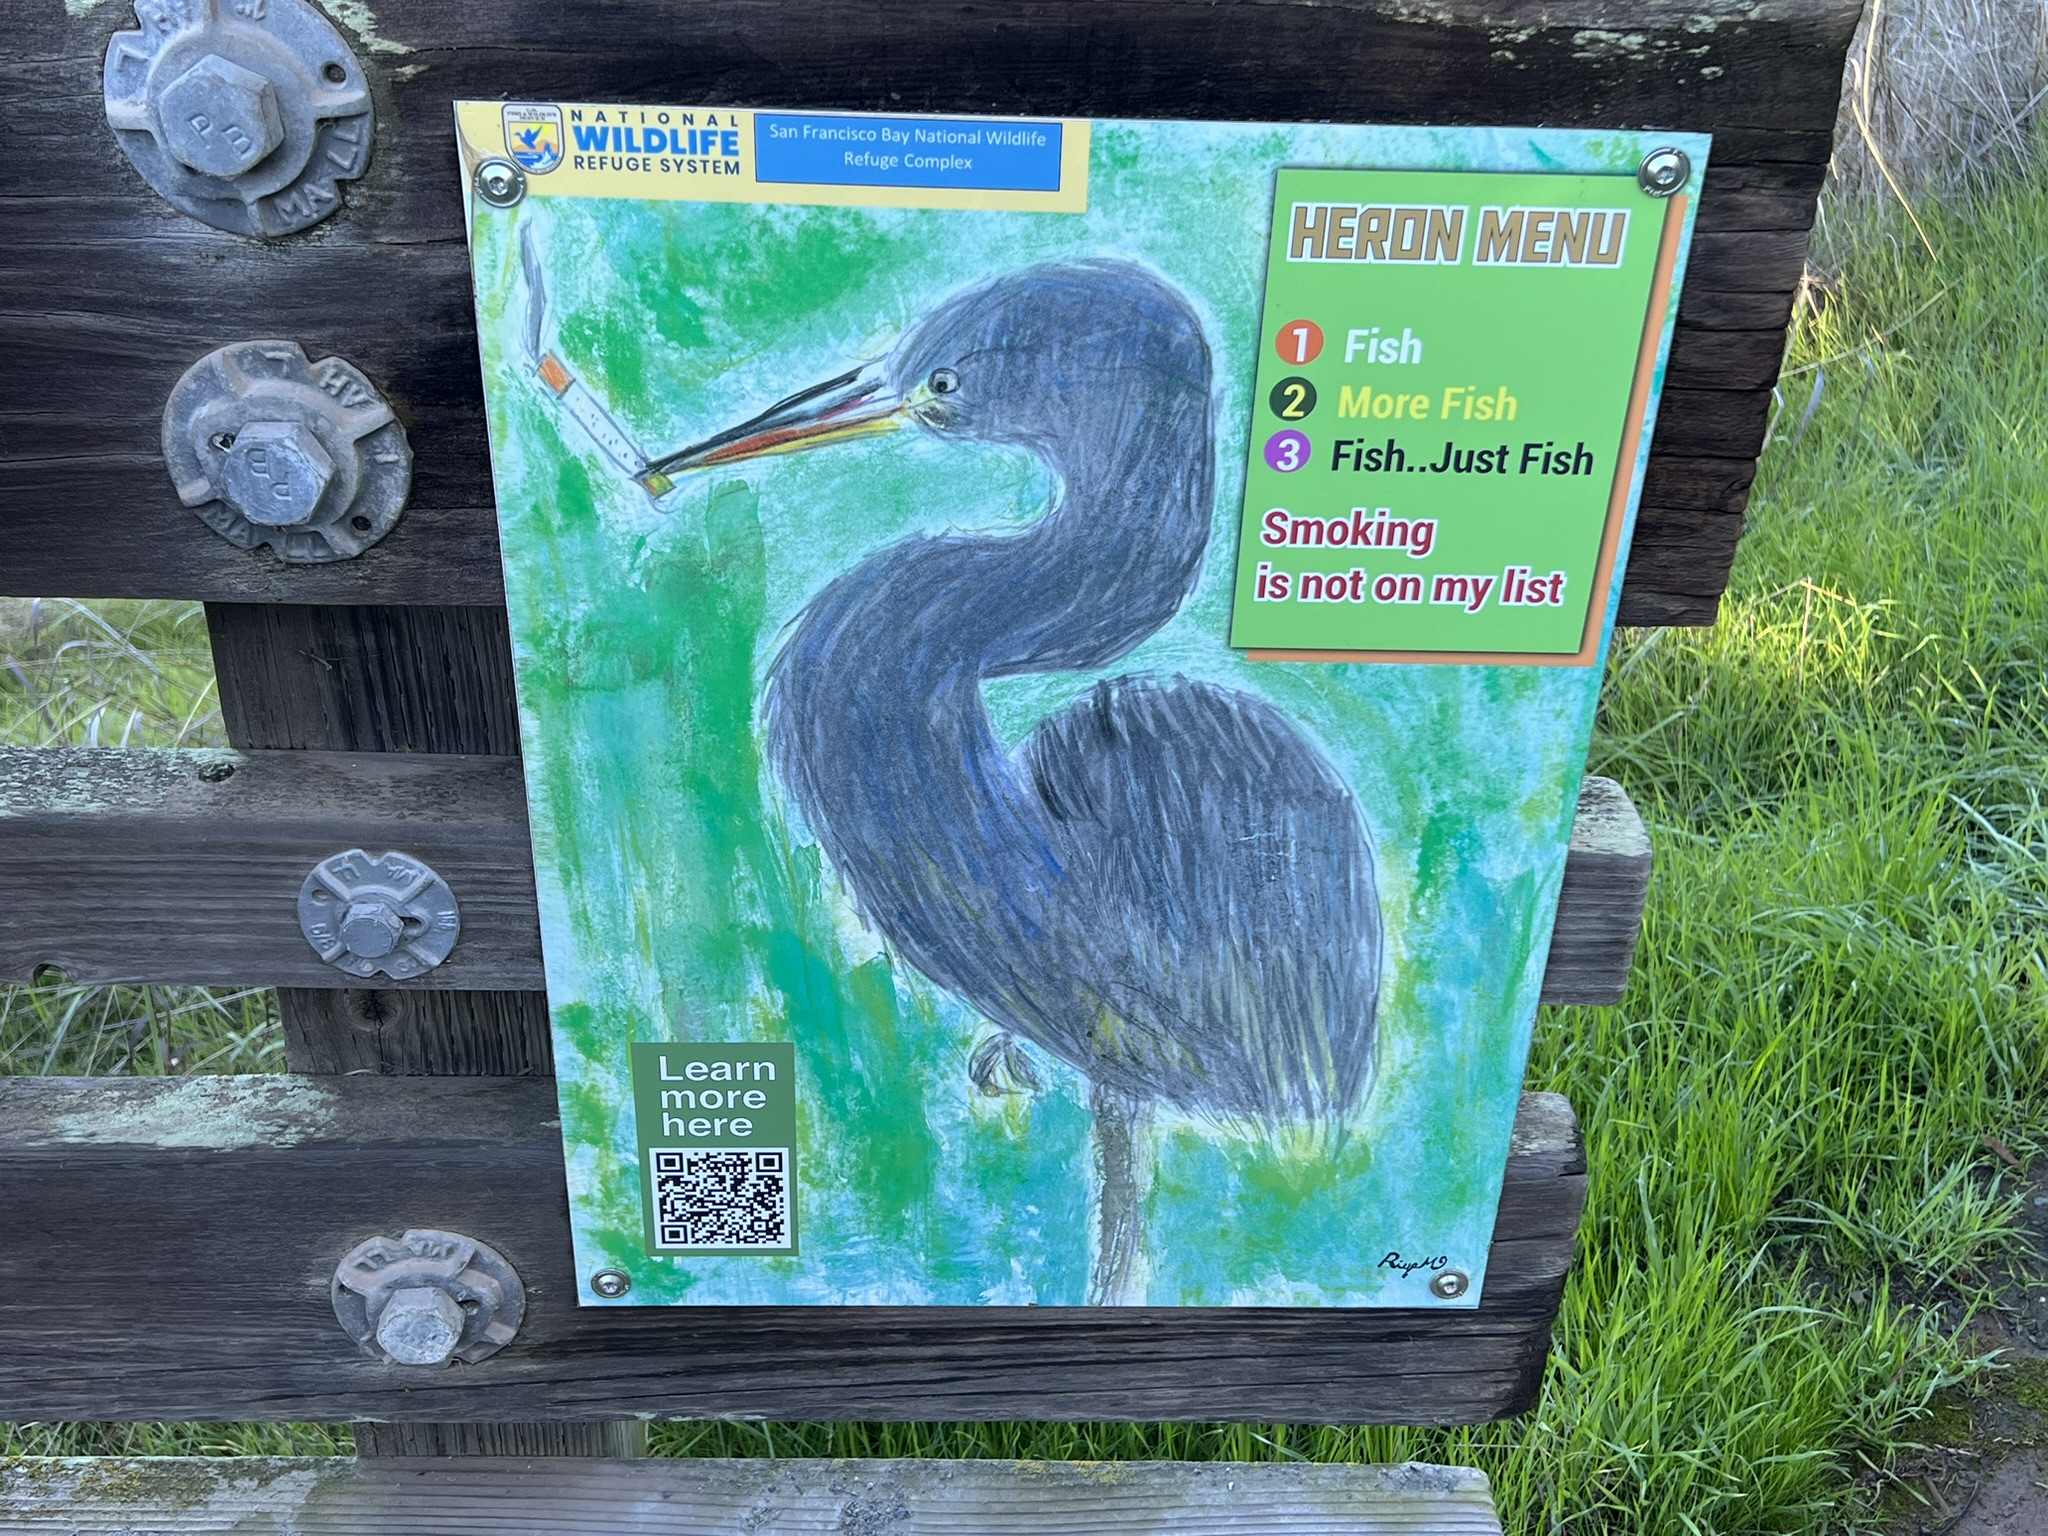 NATIONAL
WILDLIFE
REFUGE SYSTEM
San Francisco Bay National Wildlife
Refuge Complex
HERON MENU
1 Fish
2 More Fish
3 Fish..Just Fish
Smoking
is not on my list
Learn
more
here